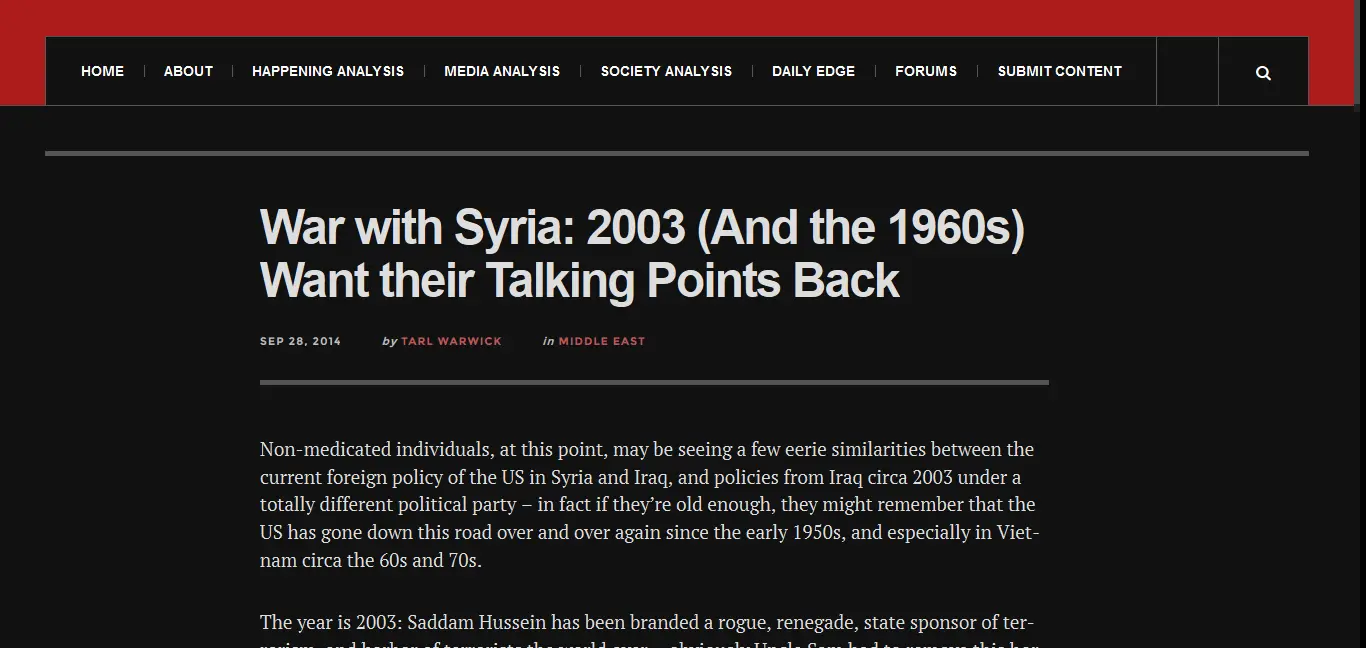 HOME ABOUT HAPPENING ANALYSIS MEDIA ANALYSIS SOCIETY ANALYSIS DAILY EDGE FORUMS SUBMIT CONTENT
War with Syria: 2003 (And the 1960s)
Want their Talking Points Back
SEP 28, 2014 by TARL WARWICK in MIDDLE EAST
Non-medicated individuals, at this point, may be seeing a few eerie similarities between the
current foreign policy of the US in Syria and Iraq, and policies from Iraq circa 2003 under a
totally different political party – in fact if they’re old enough, they might remember that the
US has gone down this road over and over again since the early 1950s, and especially in Viet-
nam circa the 60s and 70s.
The year is 2003: Saddam Hussein has been branded a rogue, renegade, state sponsor of ter-